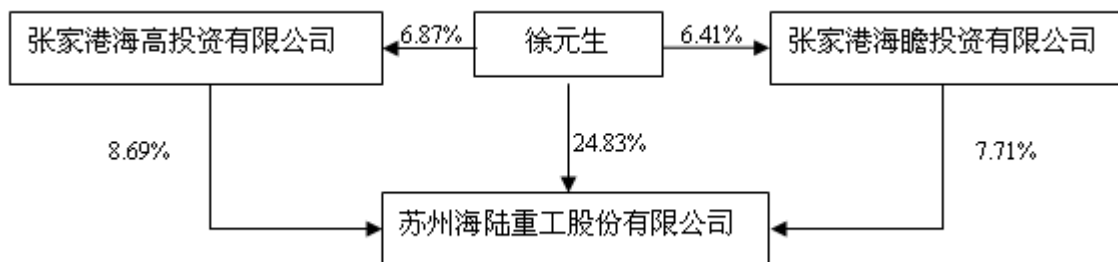 张家港海高投资有限公司
6.87%
徐元生
6.41%
张家港海瞻投资有限公司
8.69%
24.83%
7.71%
苏州海陆重工股份有限公司